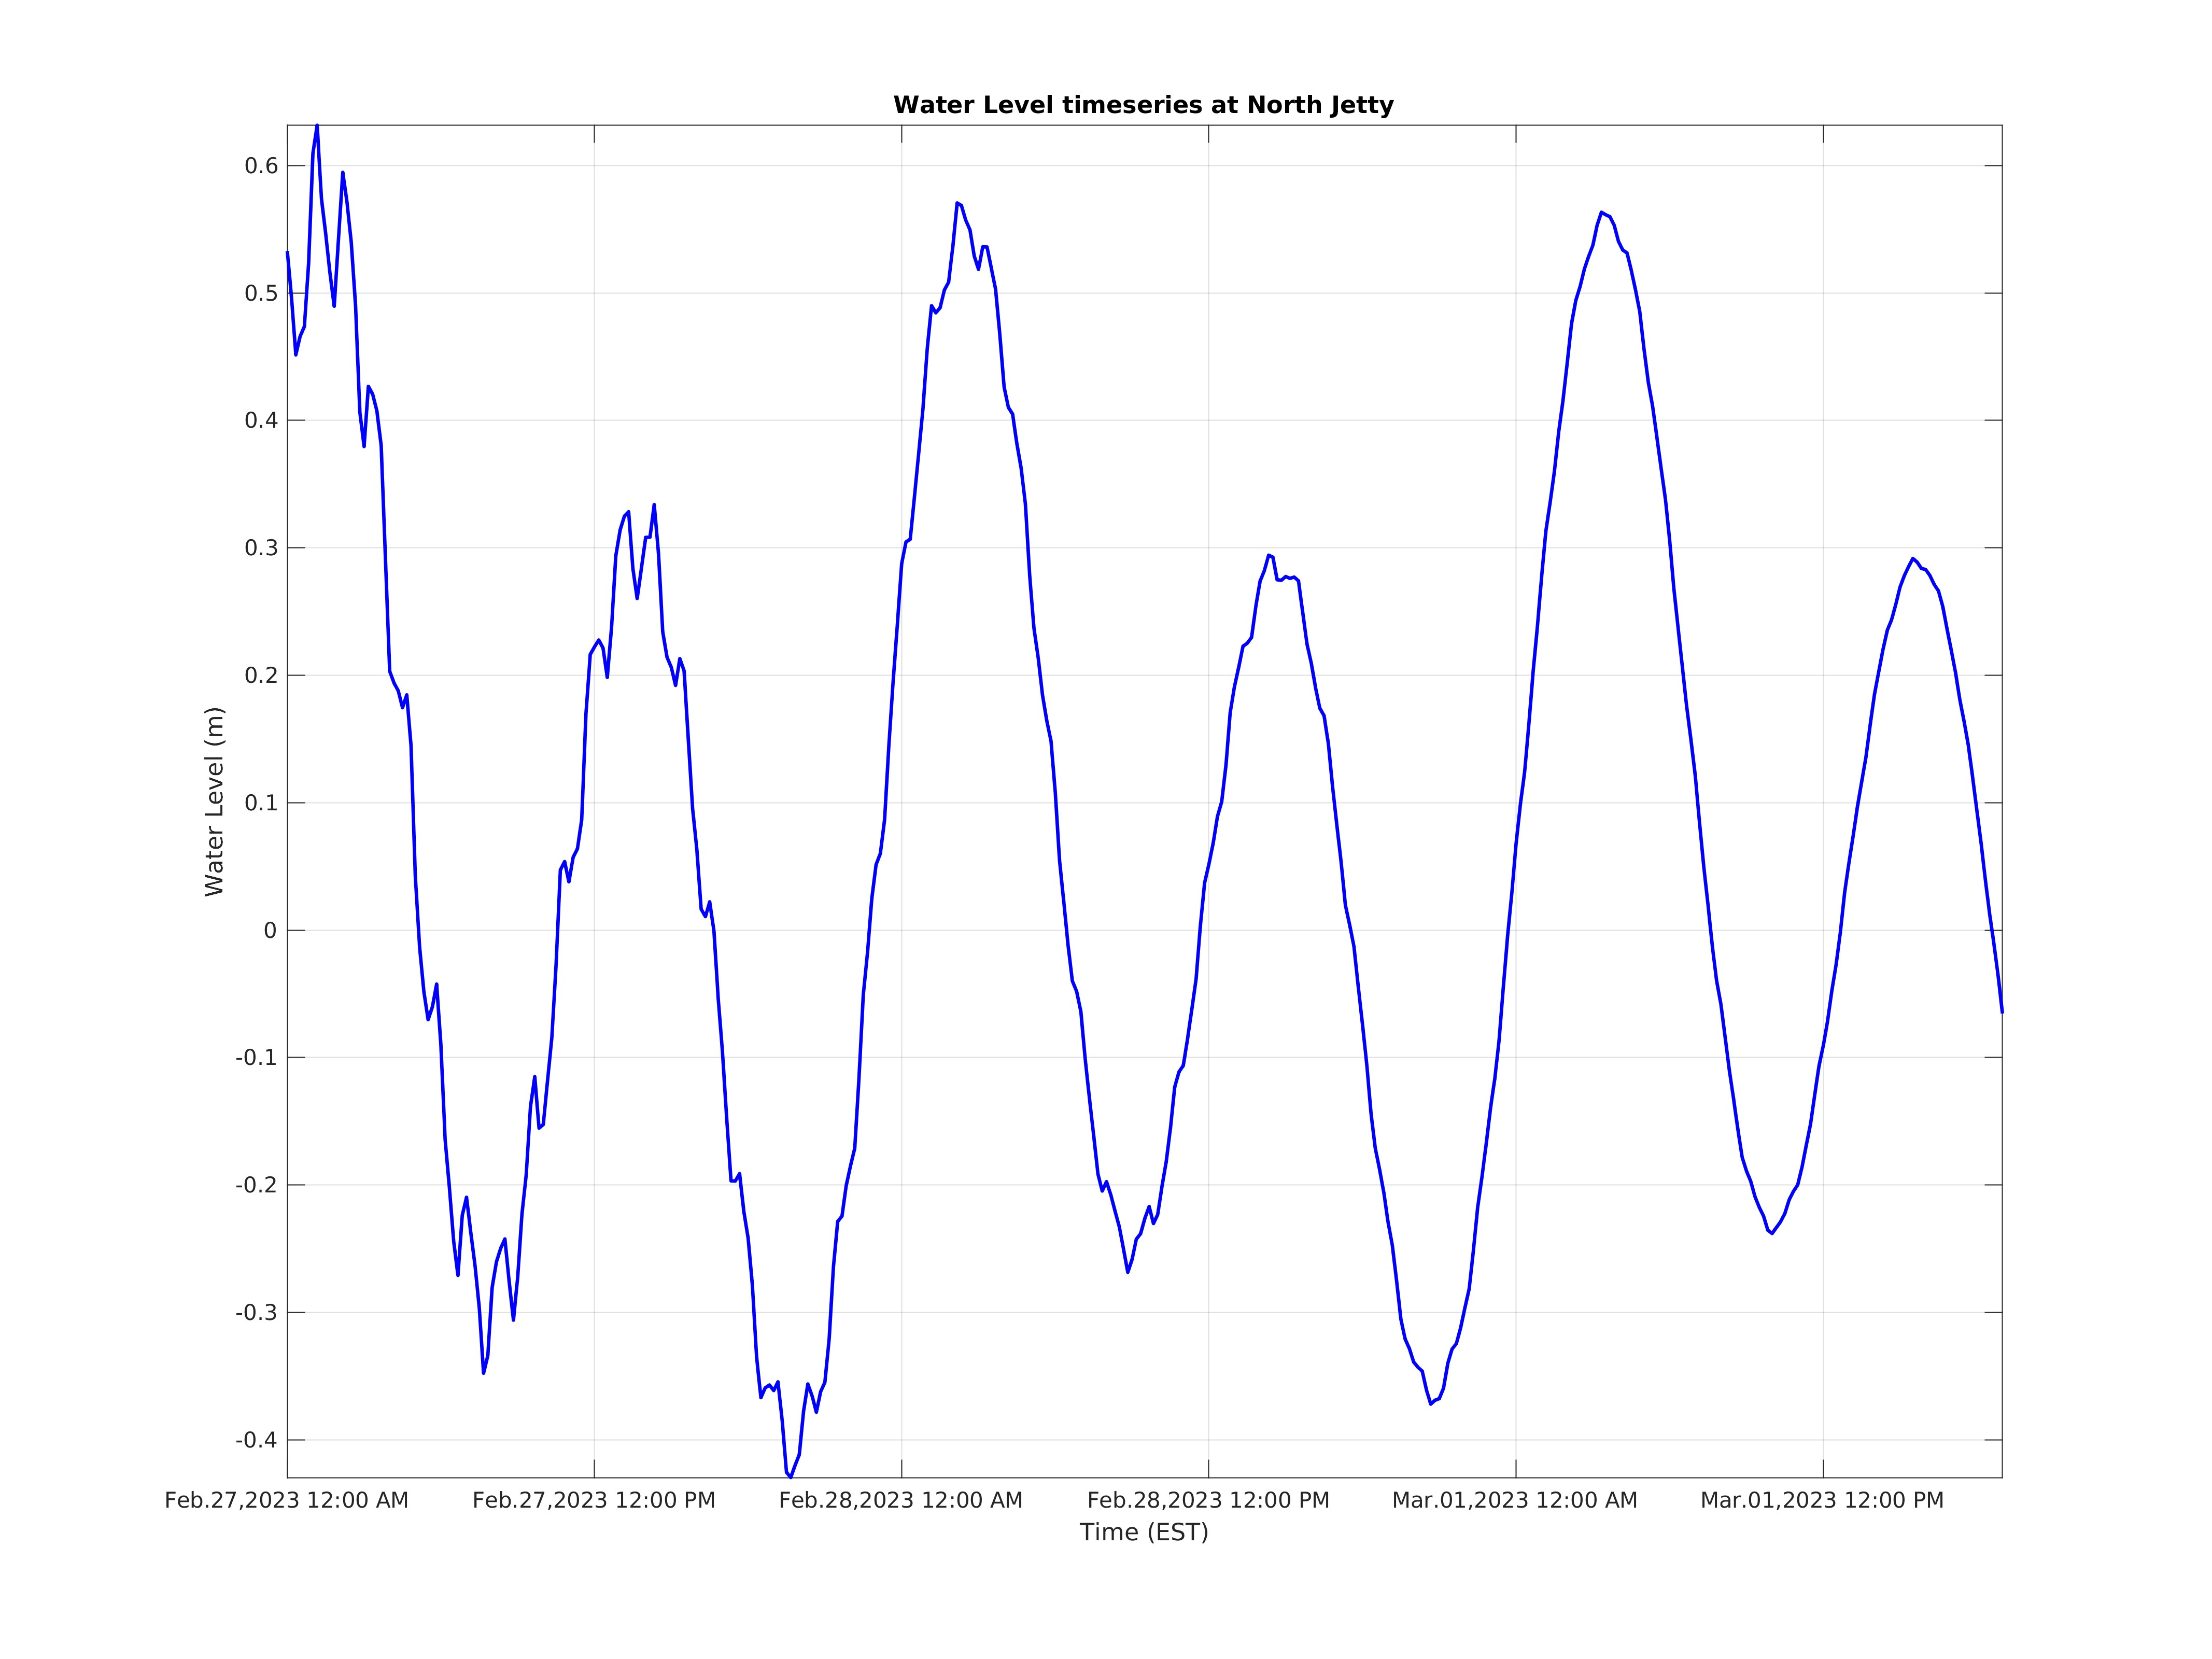 Water Level timeseries at North Jetty
0.6
0.5
0.4
0.3
0.2
0.1
0
-0.1
-0.2
-0.3
-0.4
Water Level (m)
Feb.27,2023 12:00 AM Feb.27,2023 12:00 PM Feb.28,2023 12:00 AM Feb.28,2023 12:00 PM Mar.01,2023 12:00 AM Mar.01,2023 12:00 PM
Time (EST)